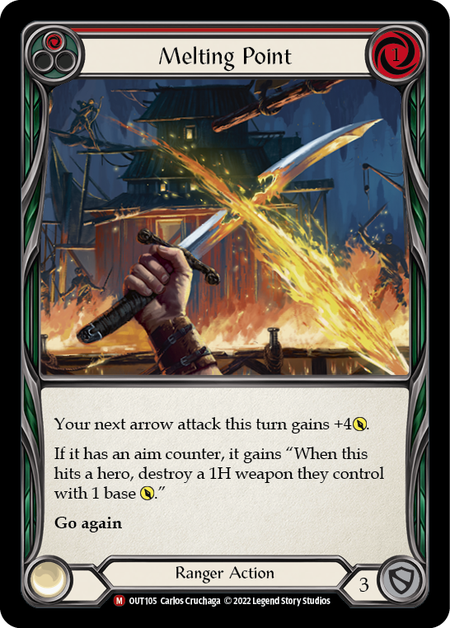 Melting Point
1
Your next arrow attack this turn gains +4.
If it has an aim counter, it gains “When this
hits a hero, destroy a 1H weapon they control
with 1 base .”
Go again
Ranger Action
3
M OUT105 Carlos Cruchaga © 2022 Legend Story Studios